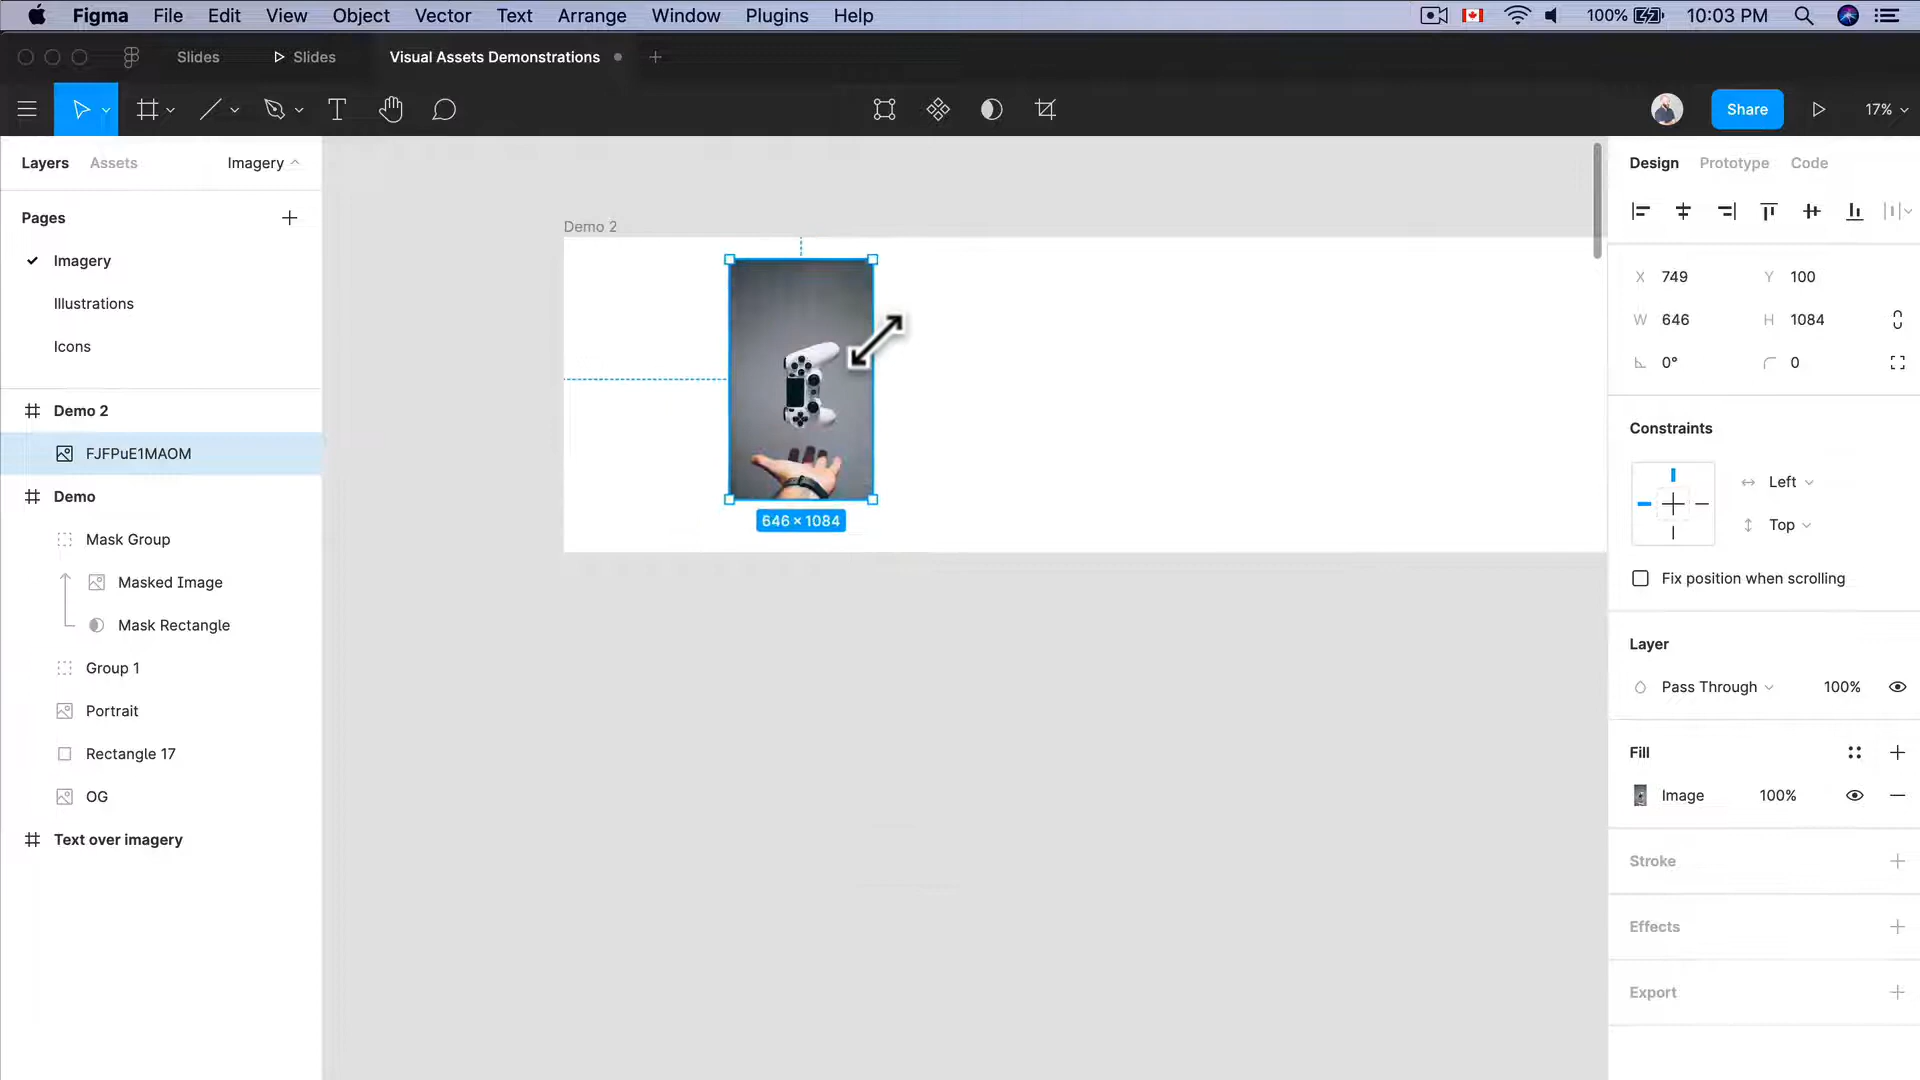 Figma File Edit View Object Vector Text Arrange Window Plugins Help 100% 10:03 PM
Slides Slides Visual Assets Demonstrations
Share 17%
Layers Assets Imagery
Pages
Imagery
Illustrations
Icons
Demo 2
FJFPuE1MAOM
Demo
Mask Group
Masked Image
Mask Rectangle
Group 1
Portrait
Rectangle 17
OG
Text over imagery
Demo 2
646 × 1084
Design Prototype Code
X 749 Y 100
W 646 H 1084
0° 0
Constraints
Left
Top
Fix position when scrolling
Layer
Pass Through 100%
Fill
Image 100%
Stroke
Effects
Export